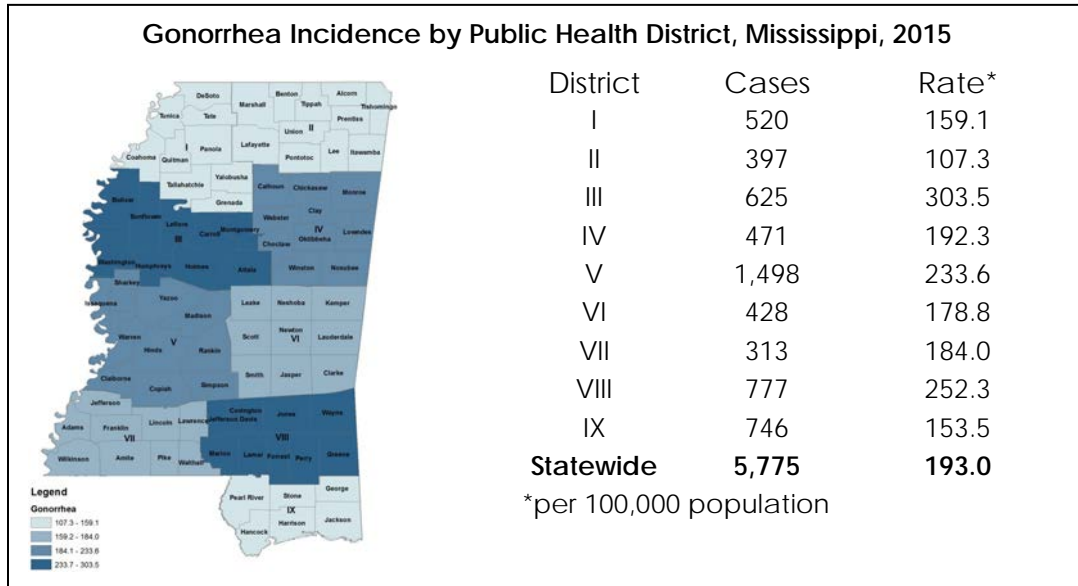 Gonorrhea Incidence by Public Health District, Mississippi, 2015
District Cases Rate*
I 520 159.1
II 397 107.3
III 625 303.5
IV 471 192.3
V 1,498 233.6
VI 428 178.8
VII 313 184.0
VIII 777 252.3
IX 746 153.5
Statewide 5,775 193.0
*per 100,000 population
DeSoto
Marshall
Benton
Tippah
Alcorn
Tishomingo
Prentiss
Tunica
Tate
Union
II
I
Panola
Lafayette
Lee
Itawamba
Coahoma
Quitman
Pontotoc
Yalobusha
Tallahatchie
Grenada
Calhoun
Chickasaw
Monroe
Bolivar
Sunflower
Leflore
Carroll
Montgomery
III
Webster
Clay
IV
Oktibbeha
Lowndes
Choctaw
Washington
Humphreys
Holmes
Attala
Winston
Noxubee
Sharkey
Issaquena
Yazoo
Madison
Leake
Neshoba
Kemper
Warren
Hinds
V
Rankin
Scott
Newton
VI
Lauderdale
Claiborne
Copiah
Simpson
Smith
Jasper
Clarke
Jefferson
Adams
Franklin
Lincoln
Lawrence
Jefferson Davis
Covington
Jones
Wayne
VII
VIII
Wilkinson
Amite
Pike
Walthall
Marion
Lamar
Forrest
Perry
Greene
Pearl River
Stone
George
IX
Hancock
Harrison
Jackson
Legend
Gonorrhea
107.3 - 159.1
159.2 - 184.0
184.1 - 233.6
233.7 - 303.5